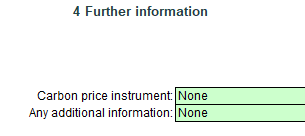 4 Further information
Carbon price instrument: None
Any additional information: None